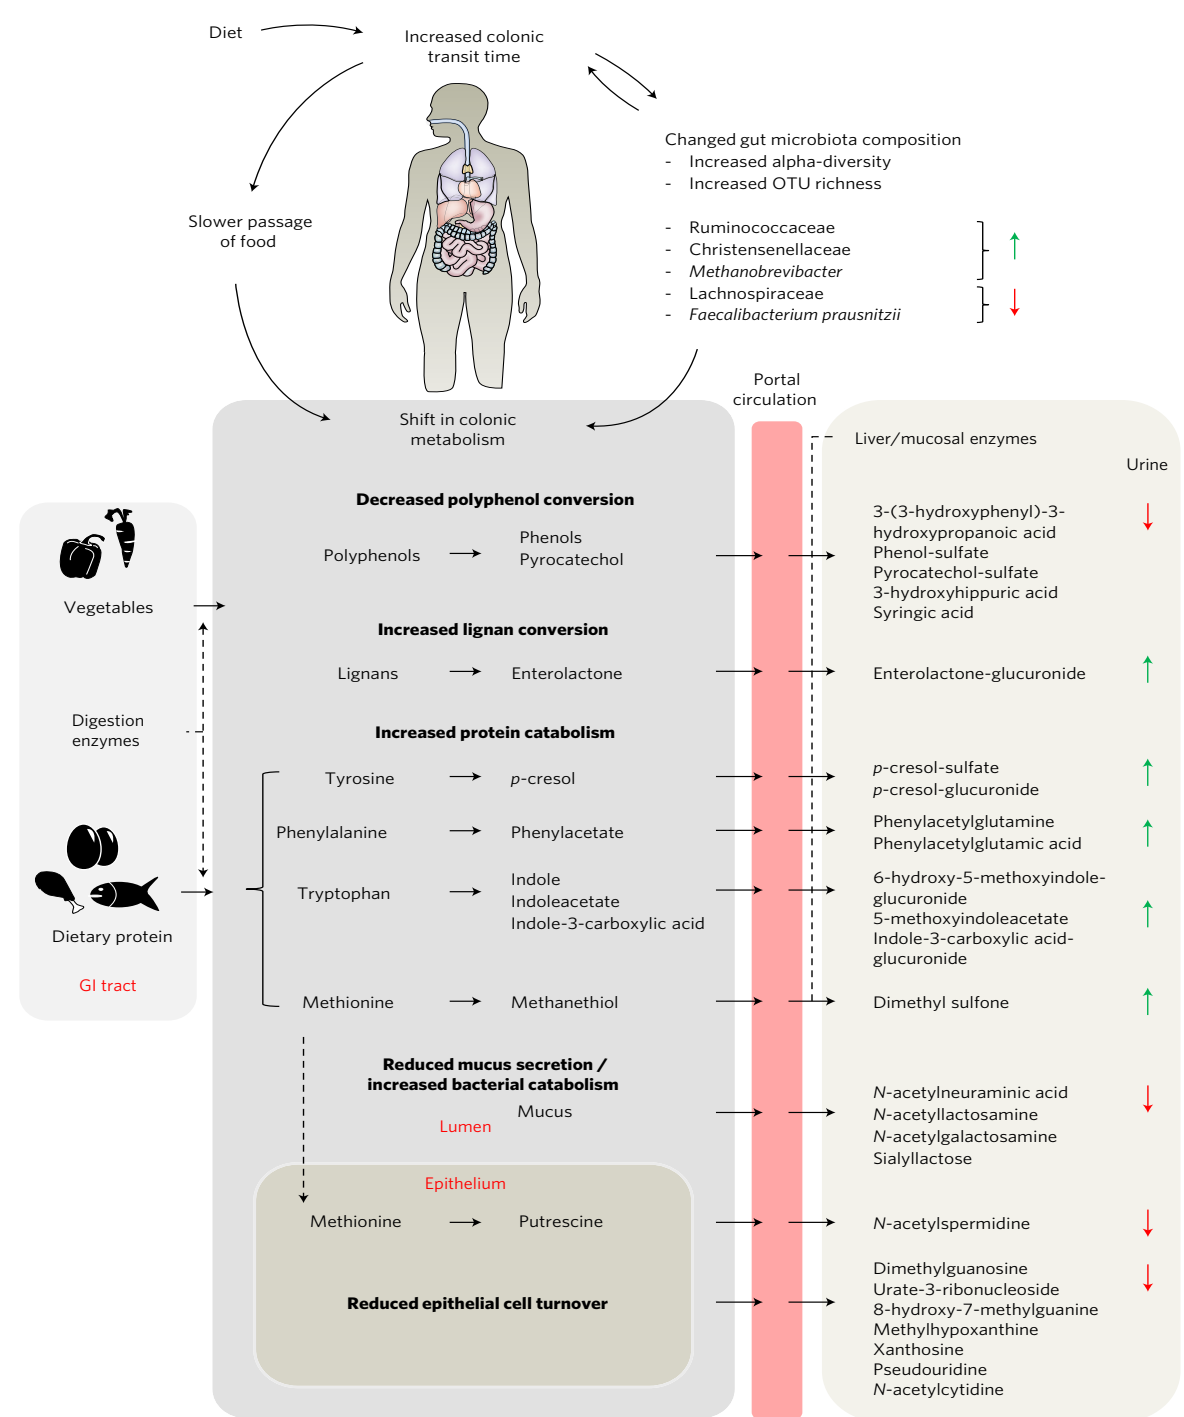 Diet
Increased colonic
transit time
Changed gut microbiota composition
- Increased alpha-diversity
- Increased OTU richness
- Ruminococcaceae
- Christensenellaceae
- Methanobrevibacter
- Lachnospiraceae
- Faecalibacterium prausnitzii
Slower passage
of food
Portal
circulation
Shift in colonic
metabolism
Liver/mucosal enzymes
Urine
Decreased polyphenol conversion
Polyphenols
Phenols
Pyrocatechol
3-(3-hydroxyphenyl)-3-
hydroxypropanoic acid
Phenol-sulfate
Pyrocatechol-sulfate
3-hydroxyhippuric acid
Syringic acid
Vegetables
Increased lignan conversion
Lignans
Enterolactone
Enterolactone-glucuronide
Digestion
enzymes
Increased protein catabolism
Tyrosine
p-cresol
p-cresol-sulfate
p-cresol-glucuronide
Phenylalanine
Phenylacetate
Phenylacetylglutamine
Phenylacetylglutamic acid
Tryptophan
Indole
Indoleacetate
Indole-3-carboxylic acid
6-hydroxy-5-methoxyindole-
glucuronide
5-methoxyindoleacetate
Indole-3-carboxylic acid-
glucuronide
Dietary protein
GI tract
Methionine
Methanethiol
Dimethyl sulfone
Reduced mucus secretion /
increased bacterial catabolism
Mucus
Lumen
N-acetylneuraminic acid
N-acetyllactosamine
N-acetylgalactosamine
Sialyllactose
Epithelium
Methionine
Putrescine
N-acetylspermidine
Reduced epithelial cell turnover
Dimethylguanosine
Urate-3-ribonucleoside
8-hydroxy-7-methylguanine
Methylhypoxanthine
Xanthosine
Pseudouridine
N-acetylcytidine